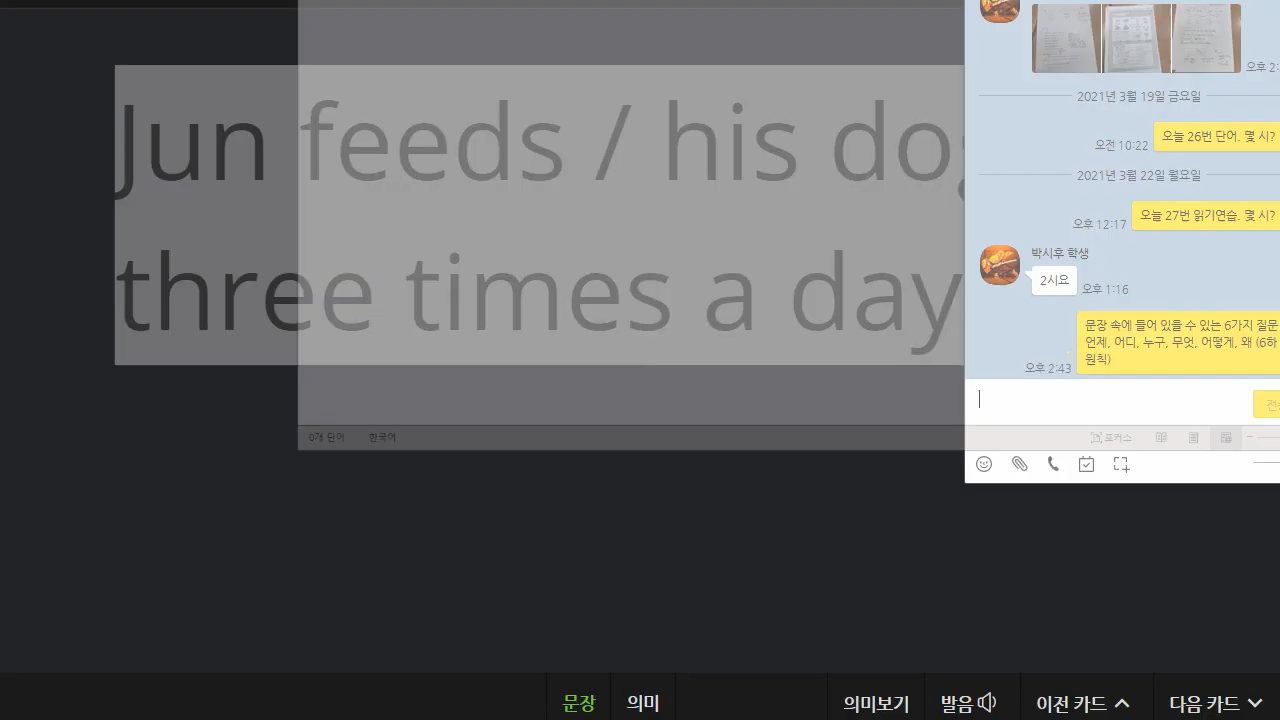 Jun feeds / his dog
three times a day
0개 단어 한국어
포커스
오후 2:
2021년 3월 19일 금요일
오전 10:22 오늘 26번 단어. 몇 시?
2021년 3월 22일 월요일
오후 12:17 오늘 27번 읽기연습. 몇 시?
박시후 학생
2시요 오후 1:16
문장 속에 들어 있을 수 있는 6가지 질문
언제, 어디, 누구, 무엇, 어떻게, 왜 (6하
원칙)
오후 2:43
문장 의미 의미보기 발음 이전 카드 다음 카드